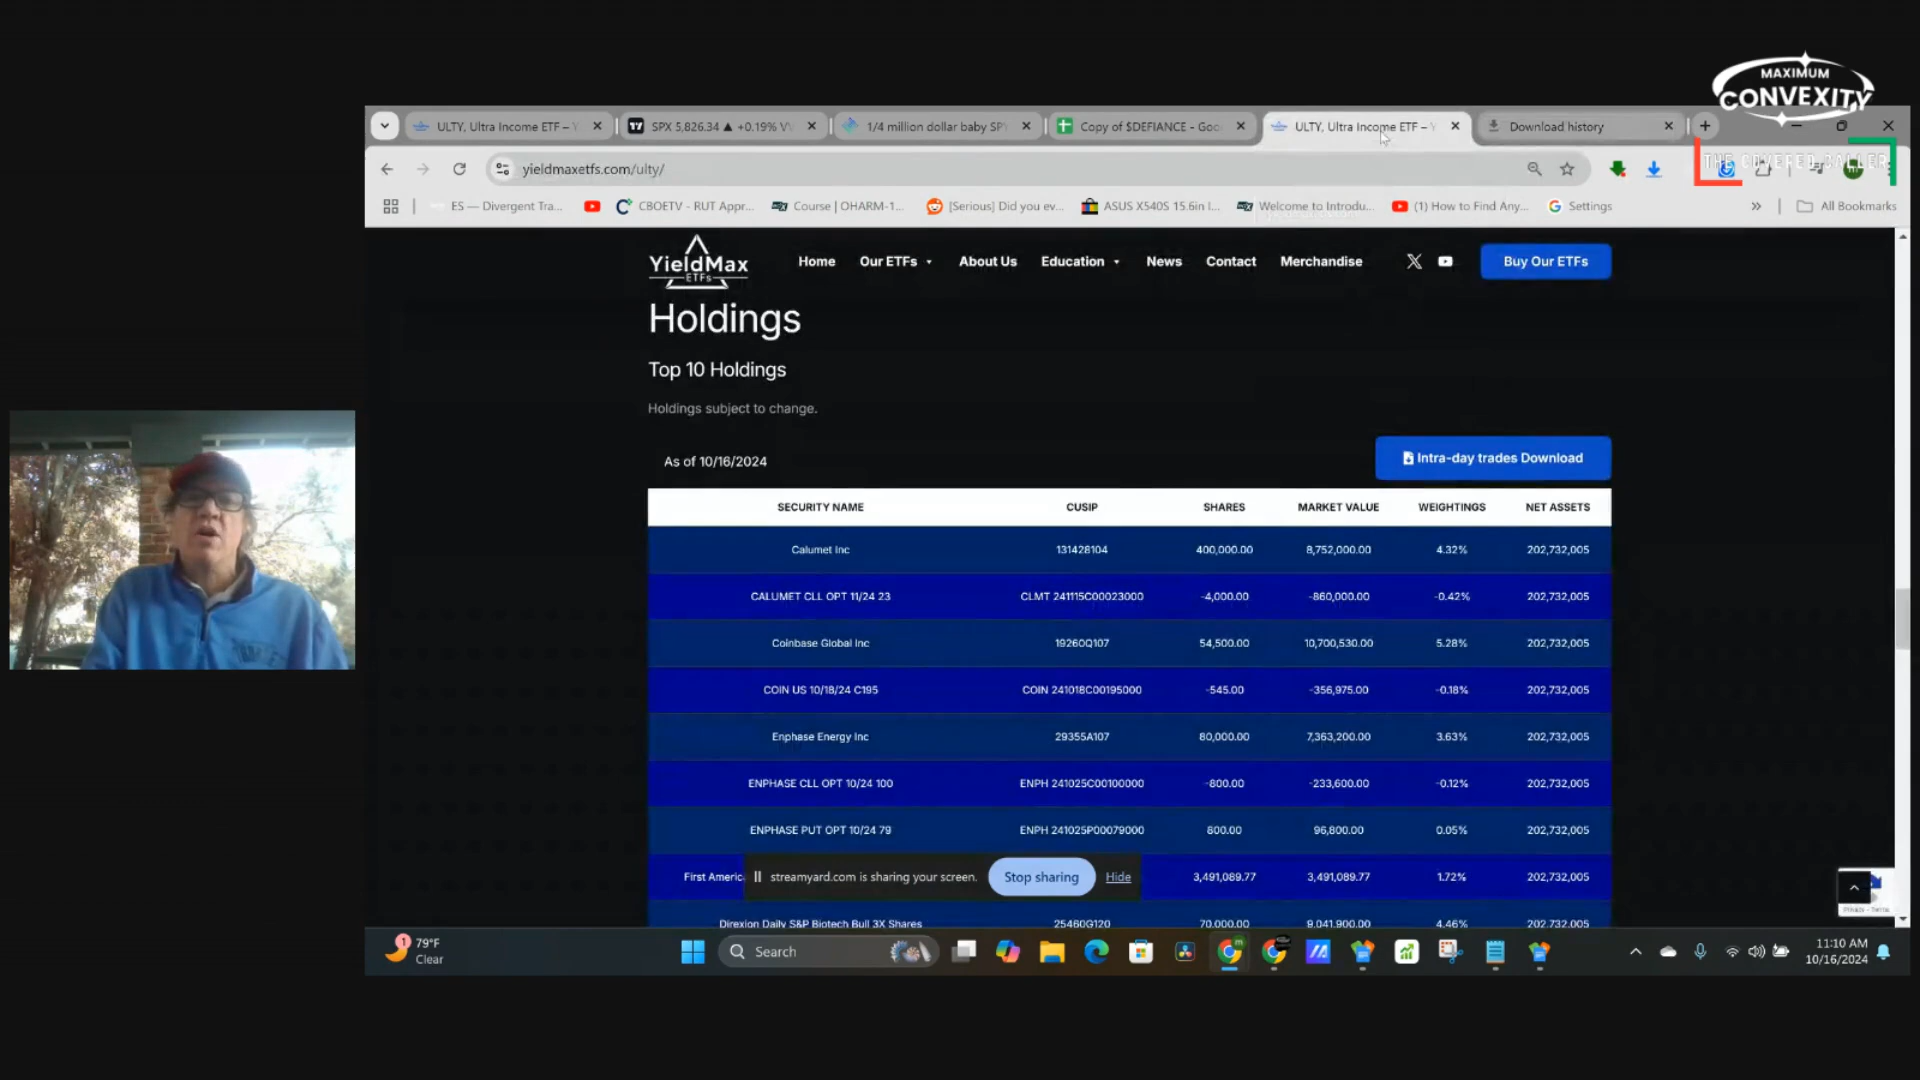 MAXIMUM
CONVEXITY
ULTY, Ultra Income ETF – Y
SPX 5,826.34 ▲ +0.19% V
1/4 million dollar baby SP
Copy of $DEFIANCE - Goo
ULTY, Ultra Income ETF – Y
Download history
yieldmaxetfs.com/ulty/
THE COVERED CALLER
ES — Divergent Tra...
CBOETV - RUT Appr...
Course | OHARM-1...
[Serious] Did you ev...
ASUS X540S 15.6in l...
Welcome to Introdu...
(1) How to Find Any...
Settings
All Bookmarks
YieldMax
ETFs
Home
Our ETFs
About Us
Education
News
Contact
Merchandise
Buy Our ETFs
Holdings
Top 10 Holdings
Holdings subject to change.
As of 10/16/2024
Intra-day trades Download
SECURITY NAME CUSIP SHARES MARKET VALUE WEIGHTINGS NET ASSETS
Calumet Inc 131428104 400,000.00 8,752,000.00 4.32% 202,732,005
CALUMET CLL OPT 11/24 23 CLMT 241115C00023000 -4,000.00 -860,000.00 -0.42% 202,732,005
Coinbase Global Inc 19260Q107 54,500.00 10,700,530.00 5.28% 202,732,005
COIN US 10/18/24 C195 COIN 241018C00195000 -545.00 -356,975.00 -0.18% 202,732,005
Enphase Energy Inc 29355A107 80,000.00 7,363,200.00 3.63% 202,732,005
ENPHASE CLL OPT 10/24 100 ENPH 241025C00100000 -800.00 -233,600.00 -0.12% 202,732,005
ENPHASE PUT OPT 10/24 79 ENPH 241025P00079000 800.00 96,800.00 0.05% 202,732,005
First Americ 3,491,089.77 3,491,089.77 1.72% 202,732,005
streamyard.com is sharing your screen.
Stop sharing
Hide
Direxion Daily S&P Biotech Bull 3X Shares 25460G120 70,000.00 9,041,900.00 4.46% 202,732,005
Privacy - Terms
1
79°F
Clear
Search
11:10 AM
10/16/2024